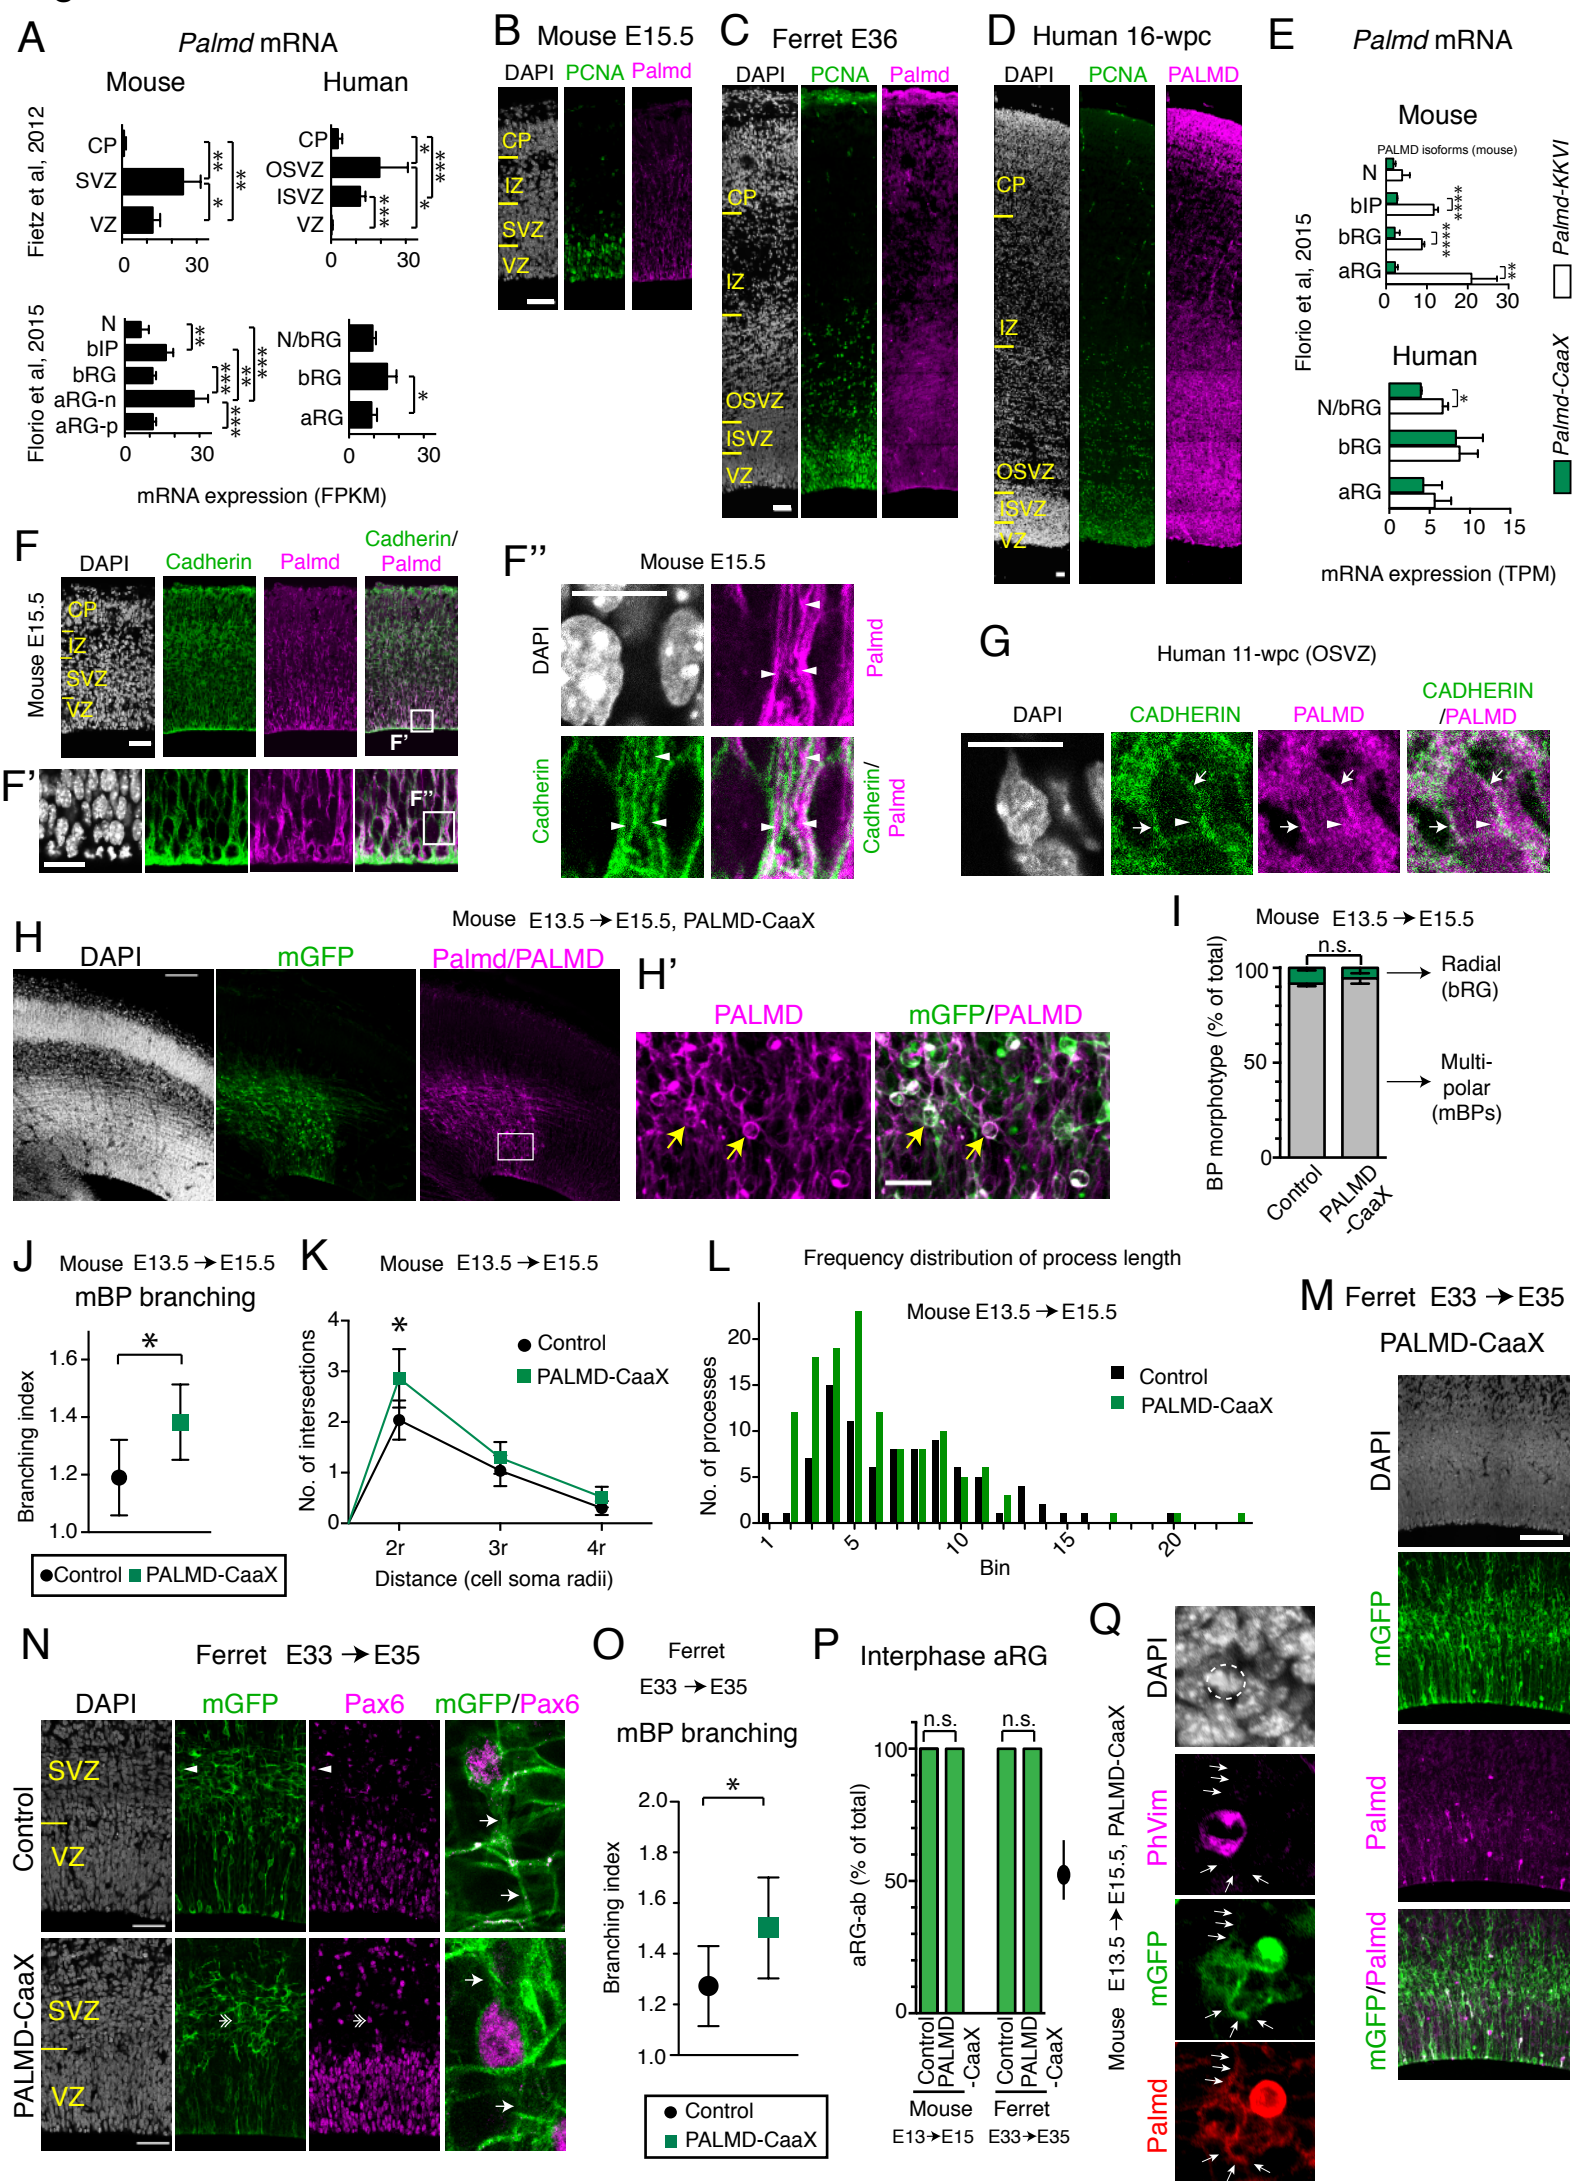 A
Palmd mRNA
Mouse
Human
Fietz et al, 2012
CP
SVZ
VZ
0
30
** ** *
CP
OSVZ
ISVZ
VZ
0
30
* *** * ***
Florio et al, 2015
N
bIP
bRG
aRG-n
aRG-p
0
30
** *** ** *** ***
N/bRG
bRG
aRG
0
30
*
mRNA expression (FPKM)
B
Mouse E15.5
DAPI PCNA Palmd
CP
IZ
SVZ
VZ
C
Ferret E36
DAPI PCNA Palmd
CP
IZ
OSVZ
ISVZ
VZ
D
Human 16-wpc
DAPI PCNA PALMD
CP
IZ
OSVZ
ISVZ
VZ
E
Palmd mRNA
Mouse
PALMD isoforms (mouse)
N
bIP
bRG
aRG
**** **** **
0 10 20 30
Human
N/bRG
bRG
aRG
*
0 5 10 15
mRNA expression (TPM)
Florio et al, 2015
Palmd-KKVI
Palmd-CaaX
F
Mouse E15.5
DAPI
Cadherin
Palmd
Cadherin/
Palmd
CP
IZ
SVZ
VZ
F'
F'
F''
F''
Mouse E15.5
DAPI
Palmd
Cadherin
Cadherin/
Palmd
G
Human 11-wpc (OSVZ)
DAPI
CADHERIN
PALMD
CADHERIN
/PALMD
Mouse E13.5 → E15.5, PALMD-CaaX
H
DAPI
mGFP
Palmd/PALMD
H'
PALMD
mGFP/PALMD
I
Mouse E13.5 → E15.5
n.s.
BP morphotype (% of total)
100
50
0
Control
PALMD
-CaaX
Radial
(bRG)
Multi-
polar
(mBPs)
J
Mouse E13.5 → E15.5
mBP branching
*
Branching index
1.6
1.4
1.2
1.0
Control PALMD-CaaX
K
Mouse E13.5 → E15.5
No. of intersections
4
3
2
1
0
*
Control
PALMD-CaaX
2r 3r 4r
Distance (cell soma radii)
L
Frequency distribution of process length
Mouse E13.5 → E15.5
No. of processes
20
15
10
5
0
Control
PALMD-CaaX
1 5 10 15 20
Bin
M
Ferret E33 → E35
PALMD-CaaX
DAPI
mGFP
Palmd
mGFP/Palmd
N
Ferret E33 → E35
DAPI mGFP Pax6 mGFP/Pax6
Control
SVZ
VZ
PALMD-CaaX
SVZ
VZ
O
Ferret
E33 → E35
mBP branching
*
Branching index
2.0
1.8
1.6
1.4
1.2
1.0
Control
PALMD-CaaX
P
Interphase aRG
n.s. n.s.
aRG-ab (% of total)
100
50
0
Control
PALMD
-CaaX
Control
PALMD
-CaaX
Mouse
E13→E15
Ferret
E33→E35
Q
Mouse E13.5 → E15.5, PALMD-CaaX
DAPI
PhVim
mGFP
Palmd